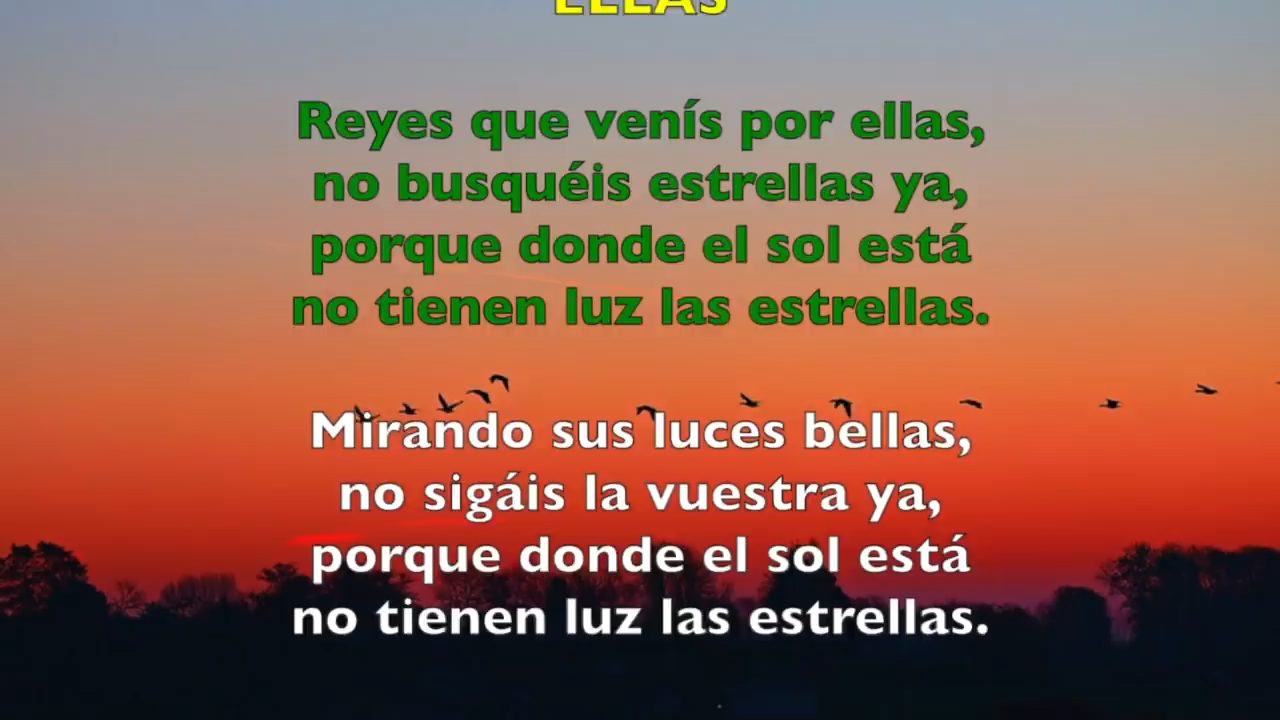 ELLAS
Reyes que venís por ellas,
no busquéis estrellas ya,
porque donde el sol está
no tienen luz las estrellas.
Mirando sus luces bellas,
no sigáis la vuestra ya,
porque donde el sol está
no tienen luz las estrellas.